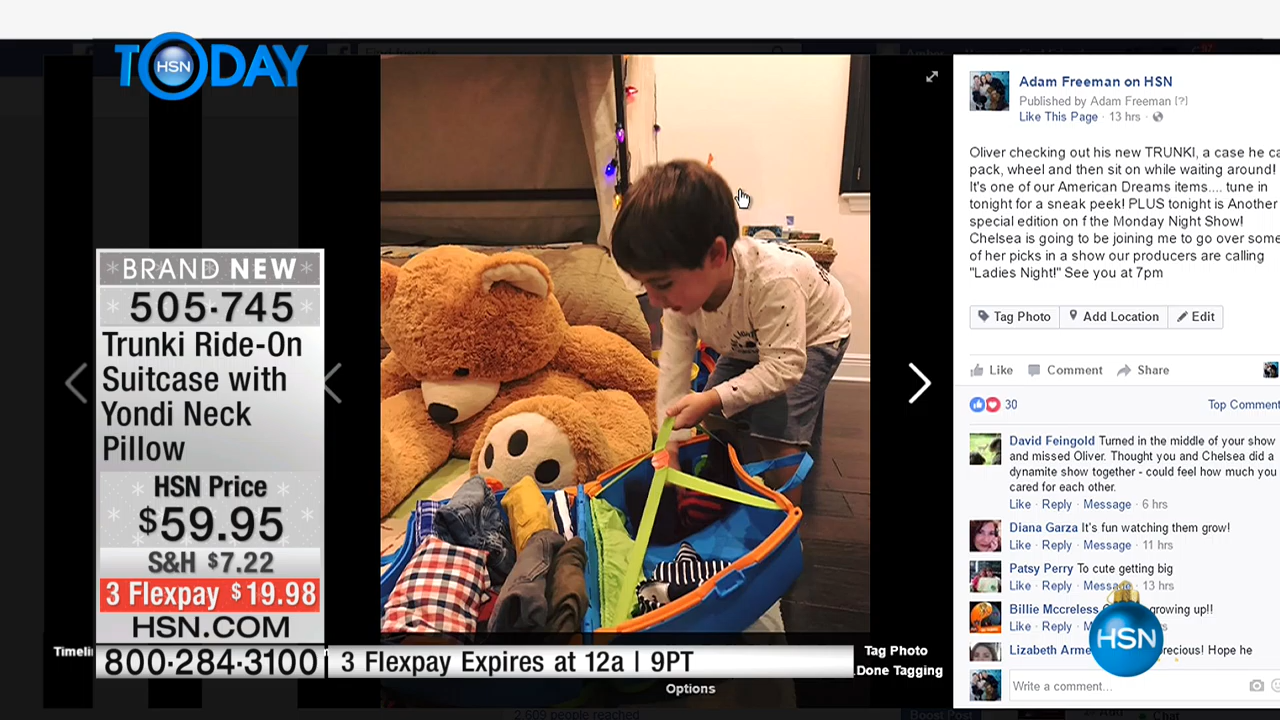 HSN
TODAY
BRAND NEW
505·745
Trunki Ride-On
Suitcase with
Yondi Neck
Pillow
HSN Price
$59.95
S&H $7.22
3 Flexpay $19.98
HSN.COM
800·284·3100
3 Flexpay Expires at 12a | 9PT
Tag Photo
Done Tagging
Options
Adam Freeman on HSN
Published by Adam Freeman [?]
Like This Page · 13 hrs ·
Oliver checking out his new TRUNKI, a case he
pack, wheel and then sit on while waiting around!
It's one of our American Dreams items.... tune in
tonight for a sneak peek! PLUS tonight is Another
special edition on f the Monday Night Show!
Chelsea is going to be joining me to go over some
of her picks in a show our producers are calling
"Ladies Night!" See you at 7pm
Tag Photo Add Location Edit
Like Comment Share
30 Top
David Feingold Turned in the middle of your show
and missed Oliver. Thought you and Chelsea did a
dynamite show together - could feel how much you
cared for each other.
Like · Reply · Message · 6 hrs
Diana Garza It's fun watching them grow!
Like · Reply · Message · 11 hrs
Patsy Perry To cute getting big
Like · Reply · Message · 13 hrs
Billie Mccreless growing up!!
Like · Reply ·
Lizabeth Hope he
HSN
Write a comment...
2,609 people reached
Boost Post
Chat